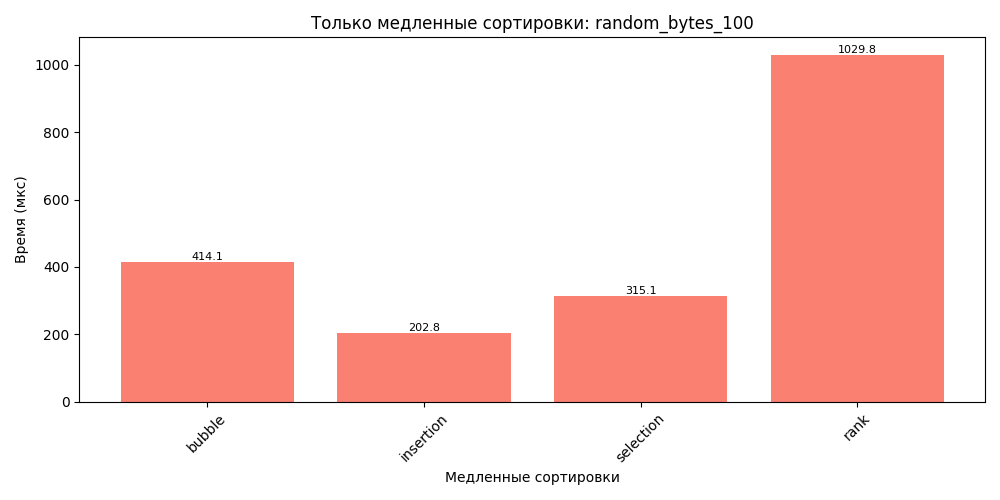 Только медленные сортировки: random_bytes_100
Время (мкс)
1000
800
600
400
200
0
414.1
202.8
315.1
1029.8
bubble
insertion
selection
rank
Медленные сортировки